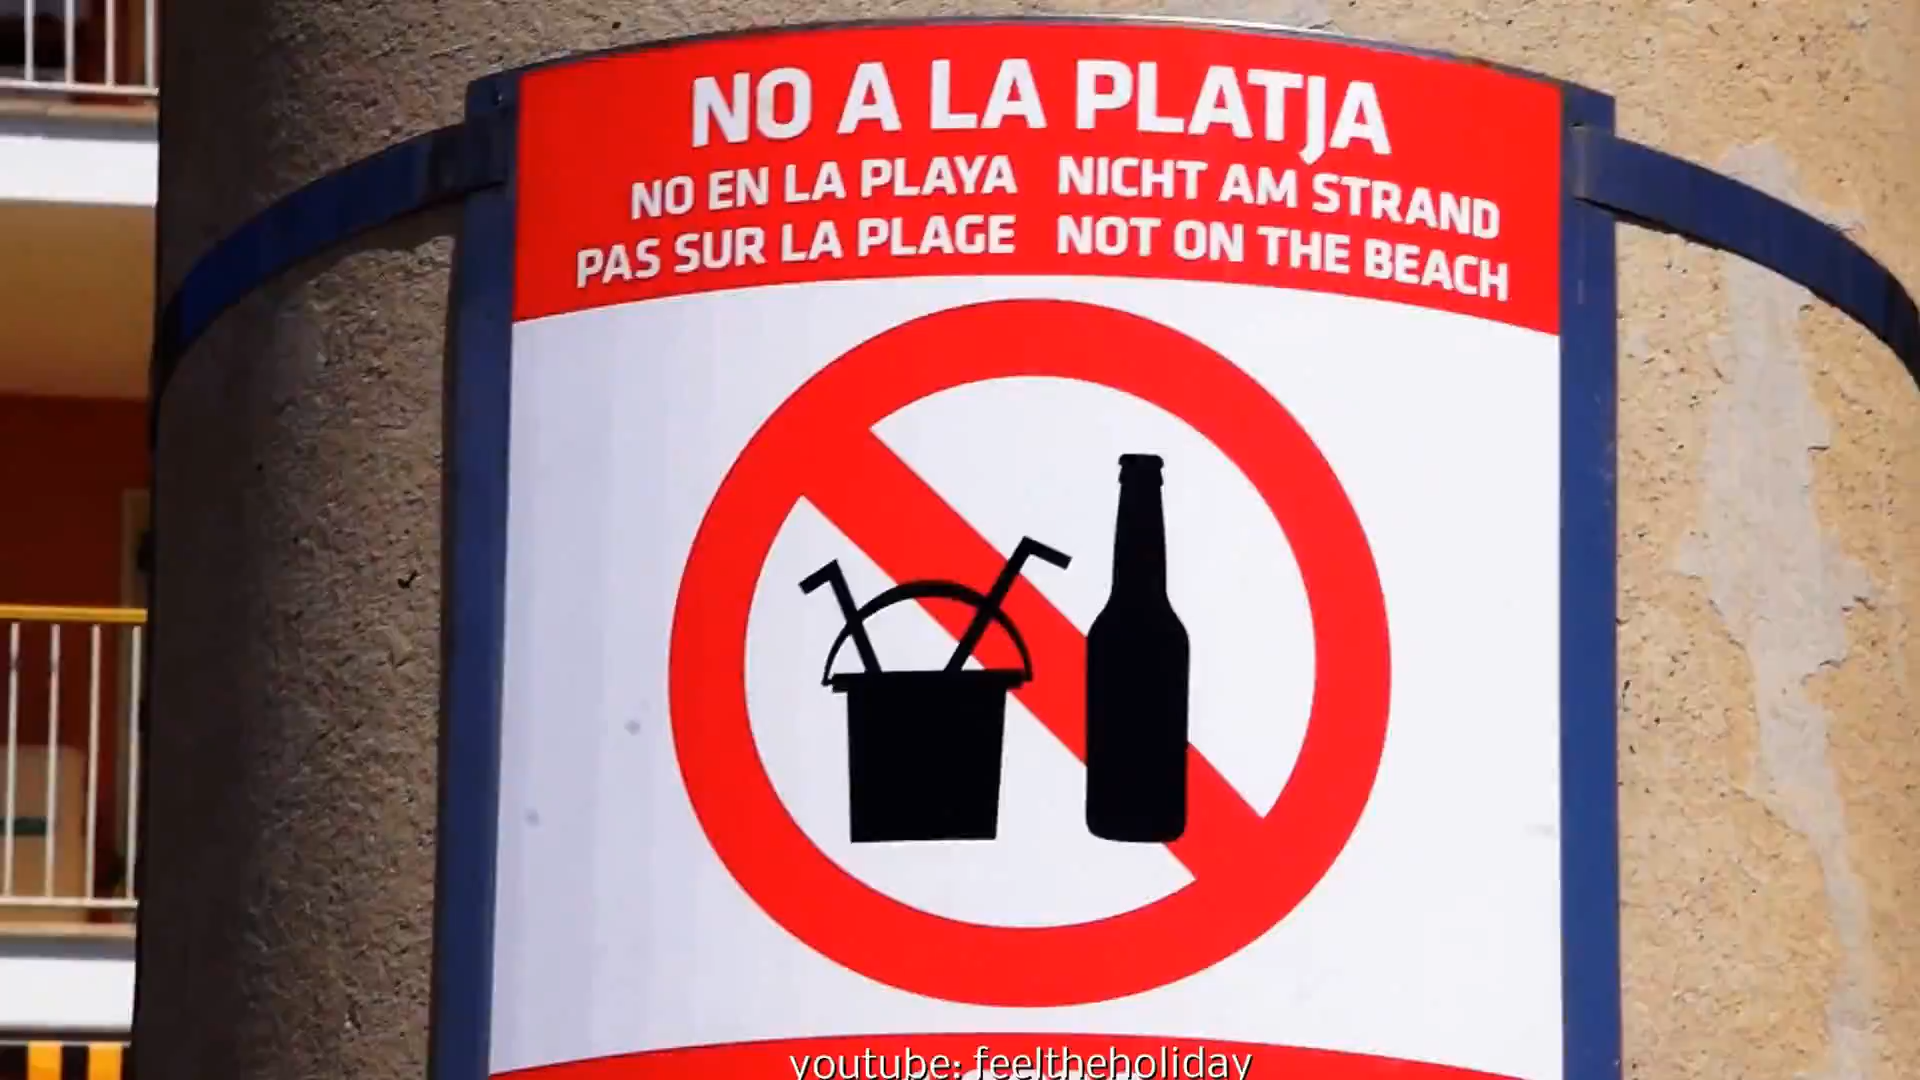 NO A LA PLATJA
NO EN LA PLAYA NICHT AM STRAND
PAS SUR LA PLAGE NOT ON THE BEACH
youtube: feeltheholiday